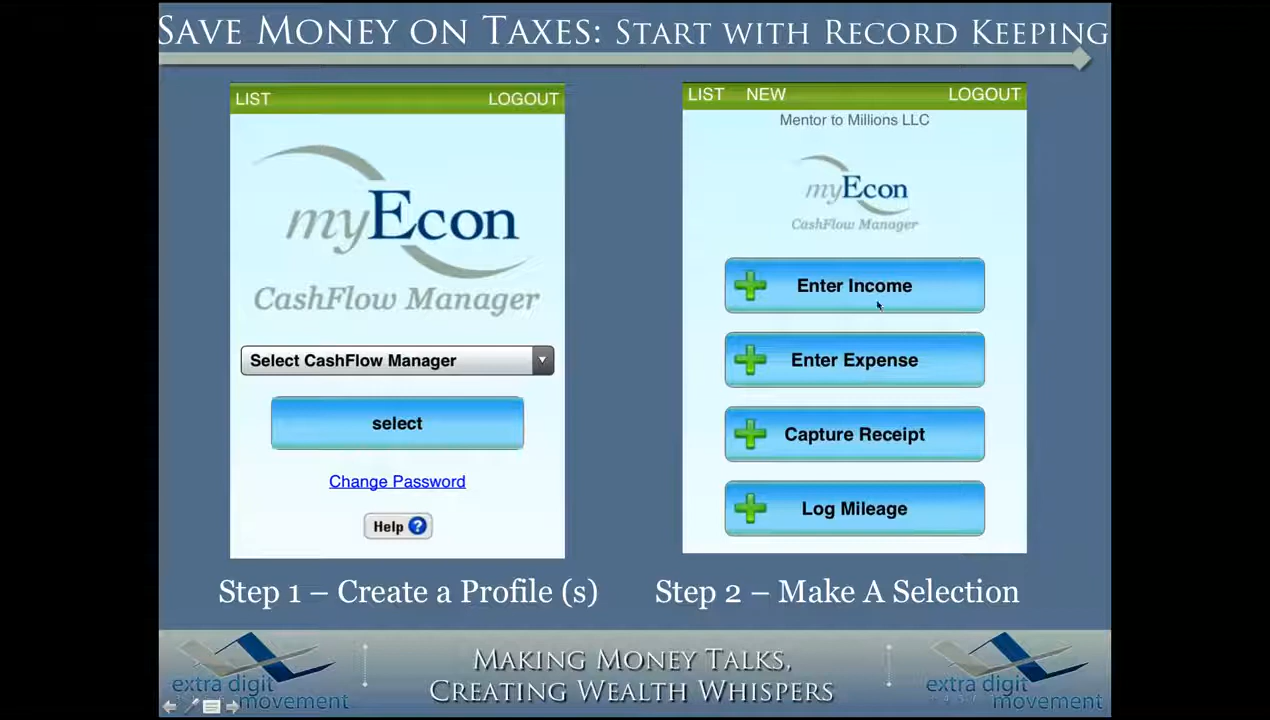 SAVE MONEY ON TAXES: START WITH RECORD KEEPING
LIST LOGOUT
myEcon
CashFlow Manager
Select CashFlow Manager
select
Change Password
Help ?
Step 1 – Create a Profile (s)
LIST NEW LOGOUT
Mentor to Millions LLC
myEcon
CashFlow Manager
Enter Income
Enter Expense
Capture Receipt
Log Mileage
Step 2 – Make A Selection
extra digit
movement
MAKING MONEY TALKS,
CREATING WEALTH WHISPERS
extra digit
movement